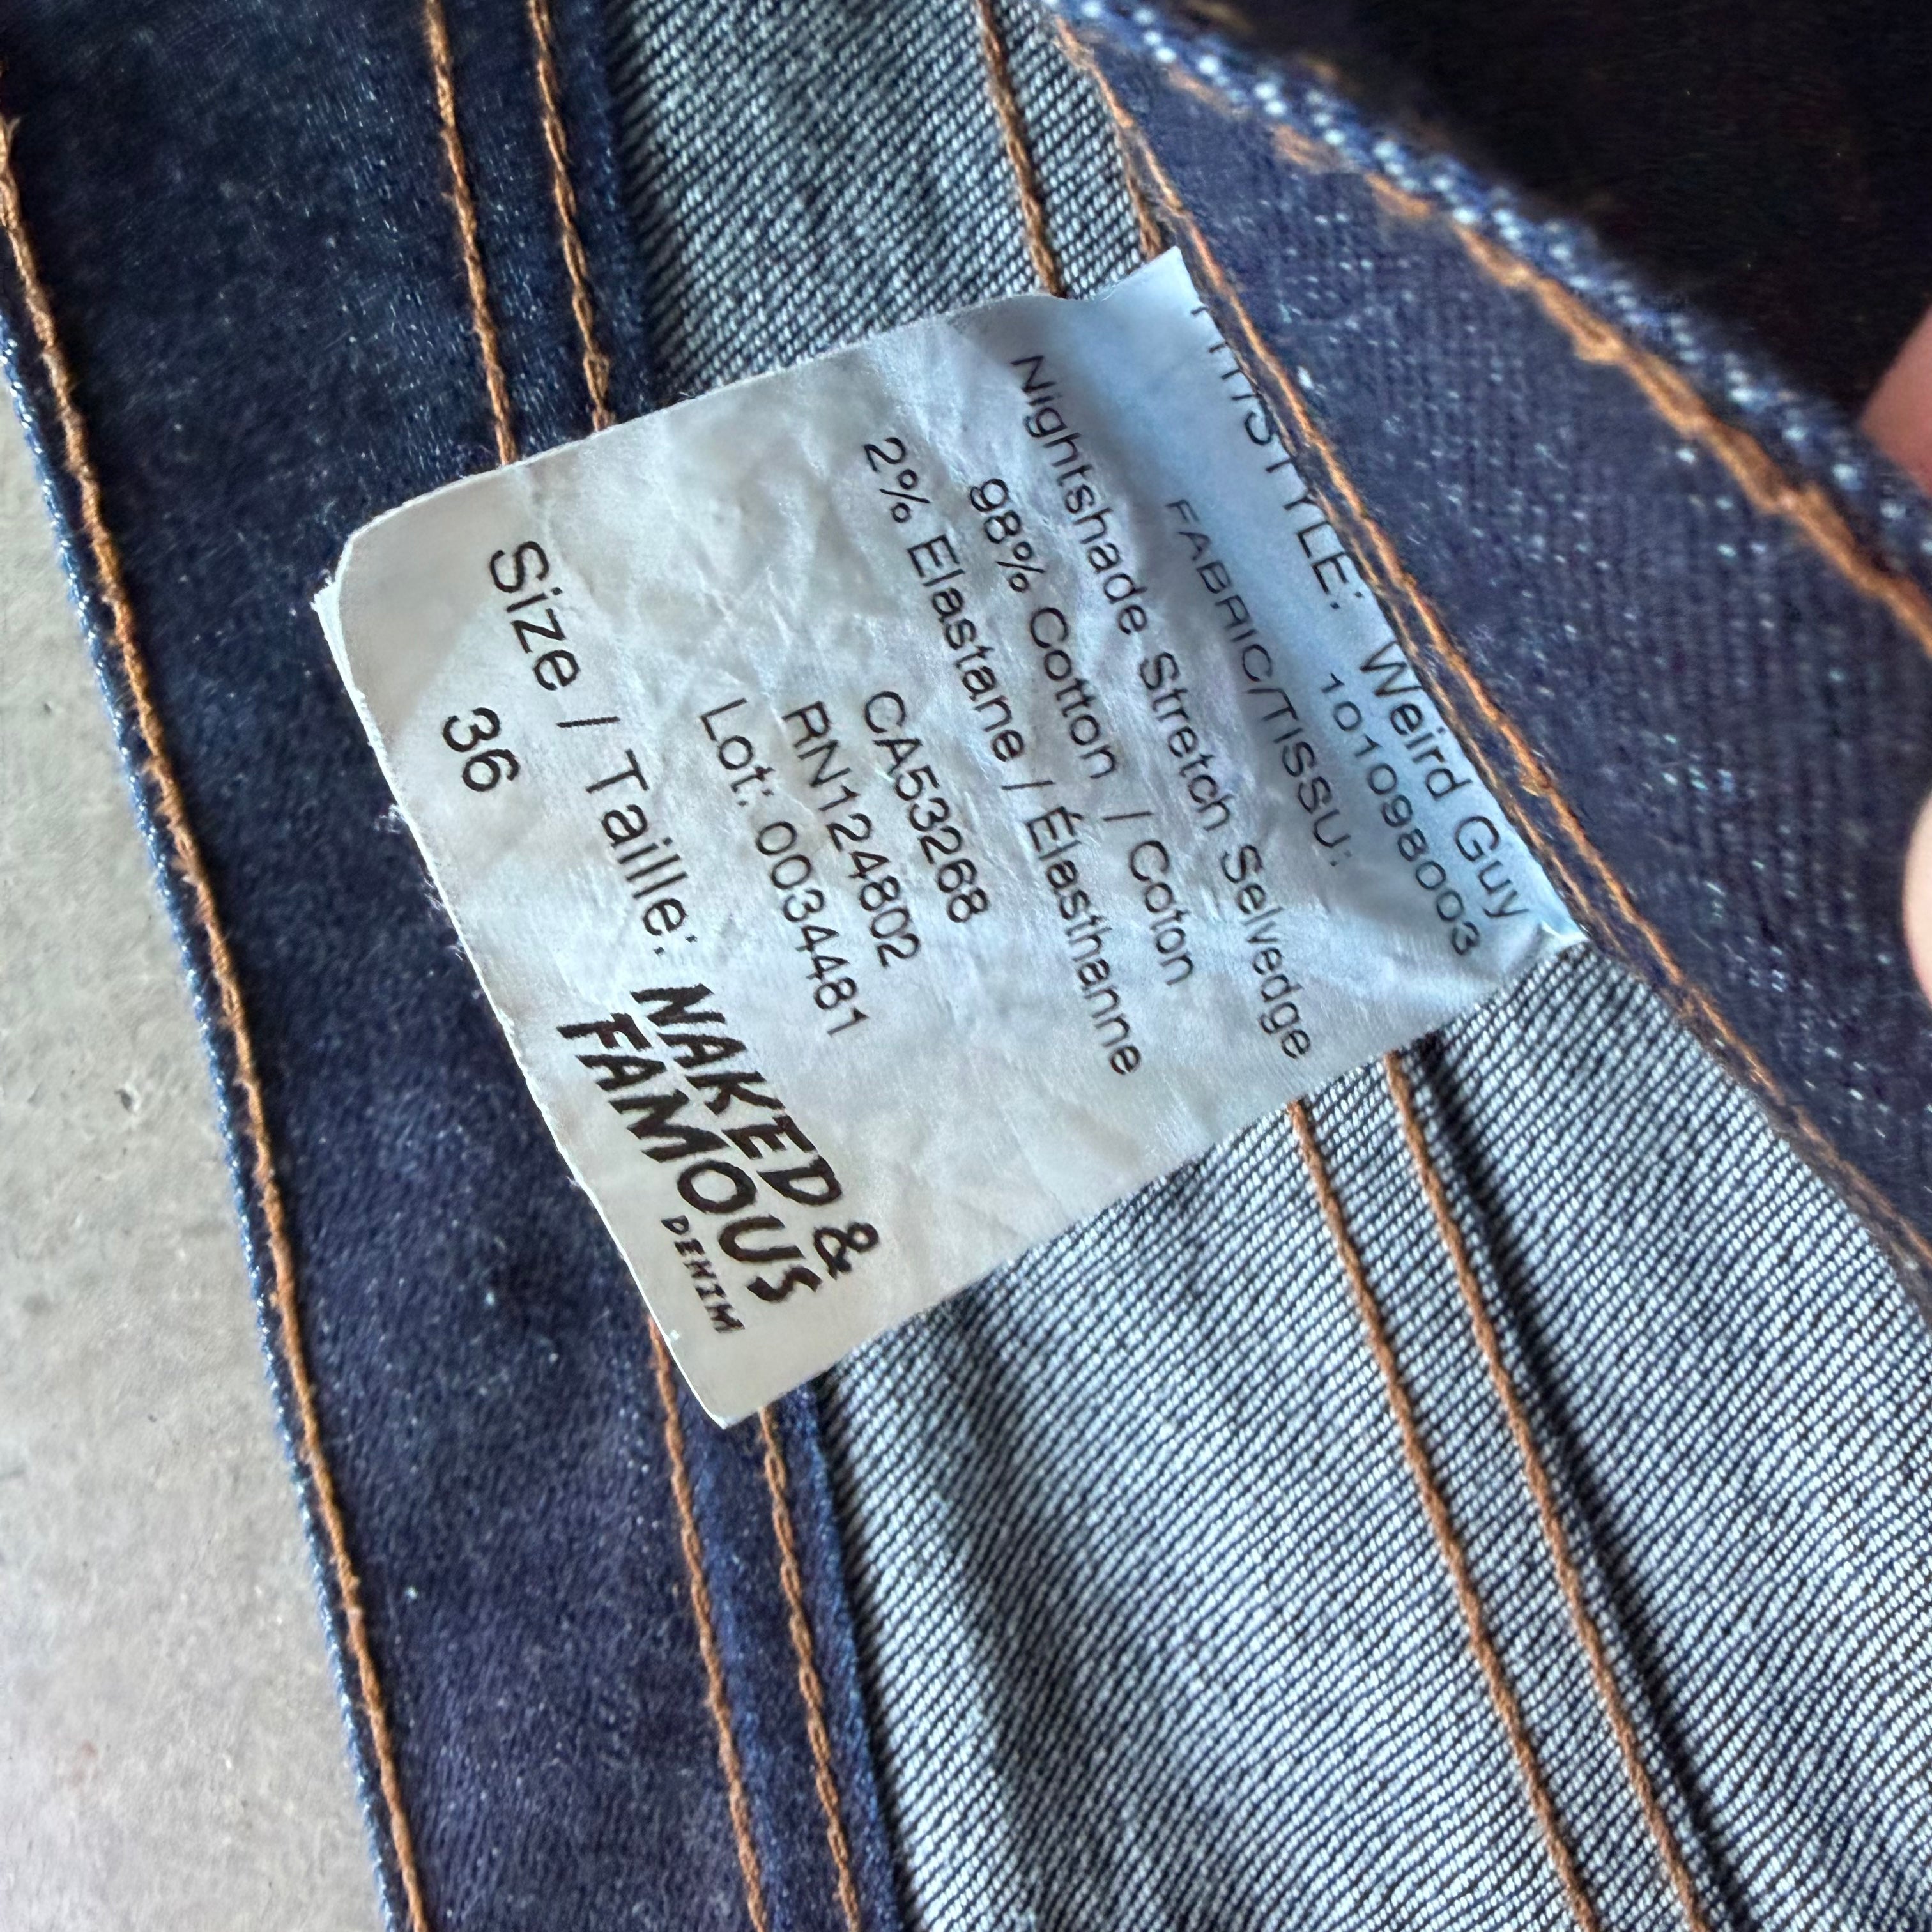 FIT/STYLE: Weird Guy
101098003
FABRIC/TISSU:
Nightshade Stretch Selvedge
98% Cotton / Coton
2% Elastane / Élasthanne
CA53268
RN124802
Lot: 0034481
Size / Taille:
36
NAKED &
FAMOUS
DENIM